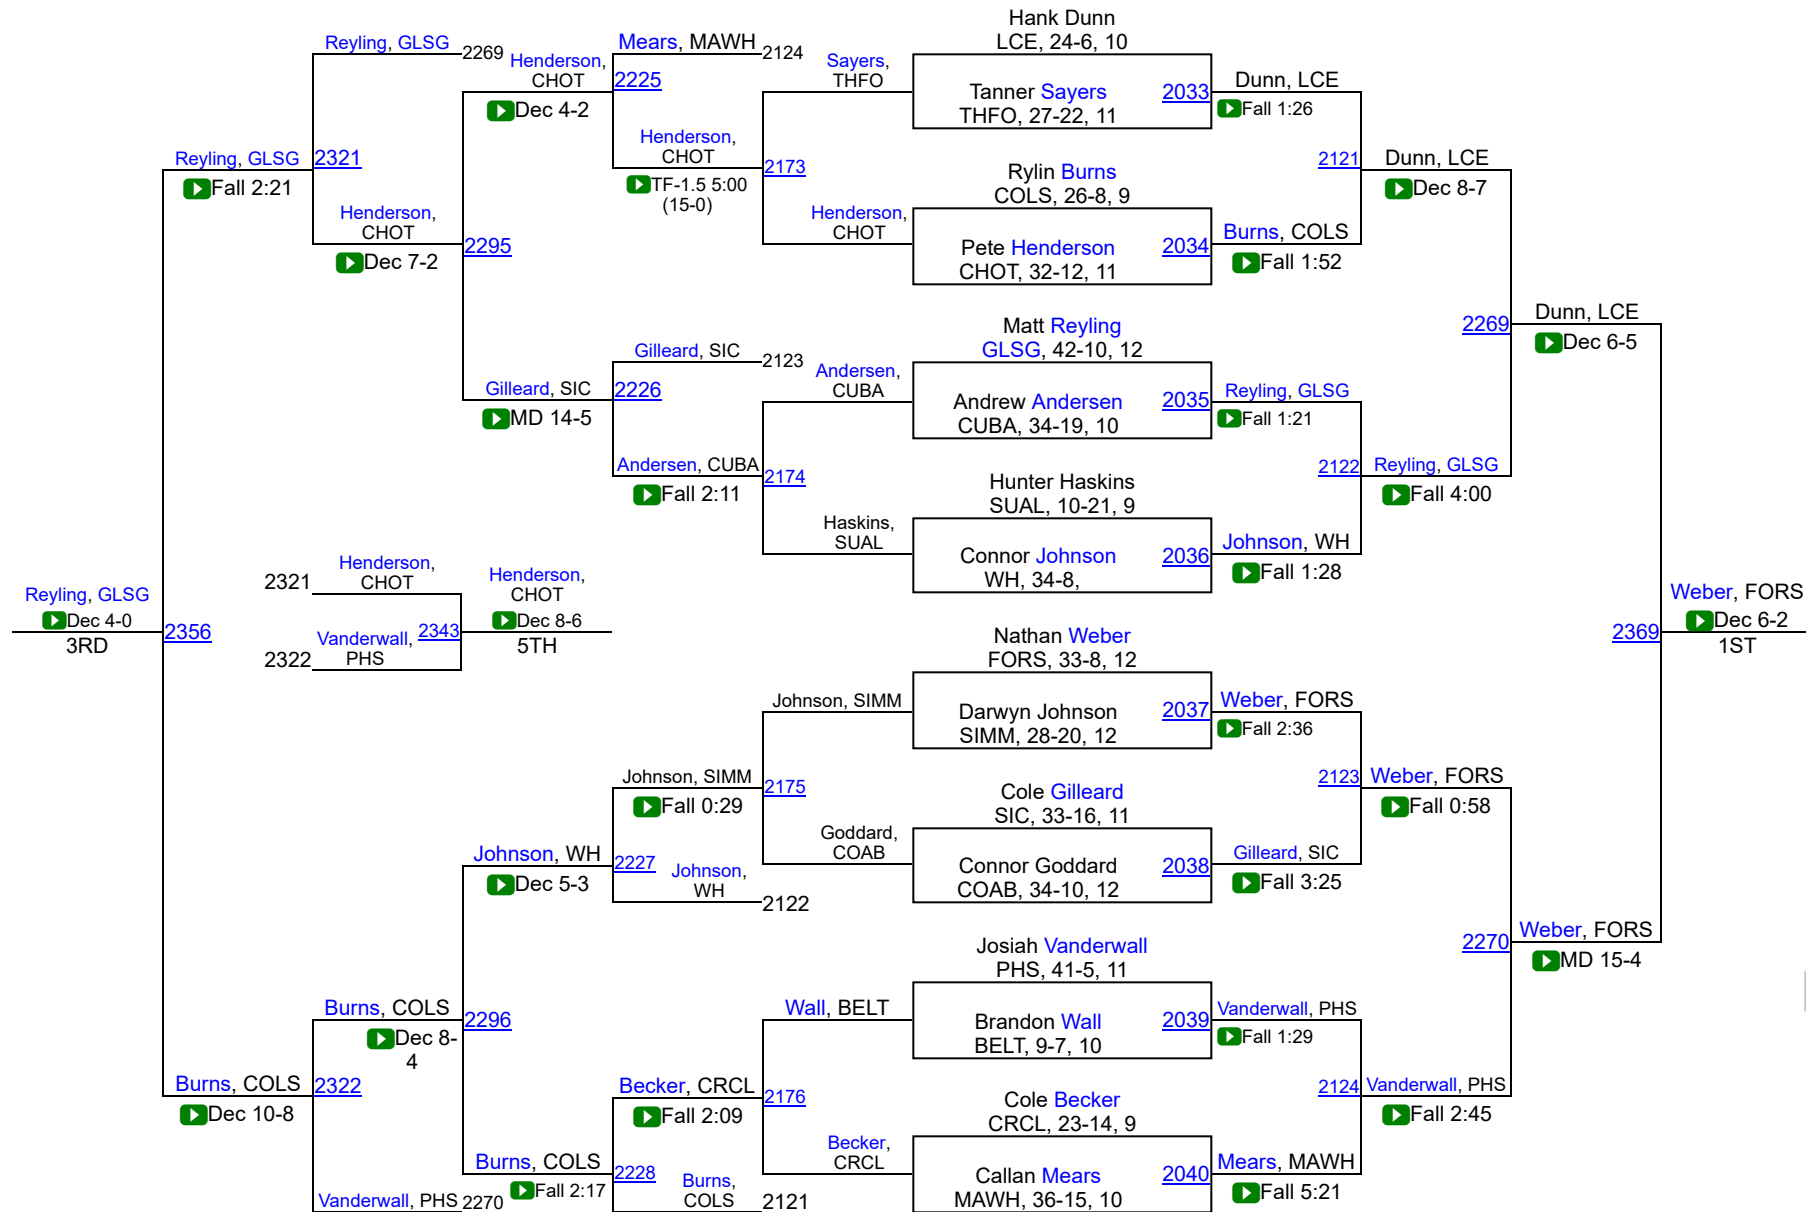 Hank Dunn
LCE, 24-6, 10
Reyling, GLSG
2269
Henderson,
CHOT
Dec 4-2
Mears, MAWH
2124
2225
Sayers,
THFO
Tanner Sayers
THFO, 27-22, 11
2033
Dunn, LCE
Fall 1:26
Henderson,
CHOT
TF-1.5 5:00
(15-0)
2173
Reyling, GLSG
Fall 2:21
2321
Rylin Burns
COLS, 26-8, 9
2121
Dunn, LCE
Dec 8-7
Henderson,
CHOT
Dec 7-2
2295
Henderson,
CHOT
Pete Henderson
CHOT, 32-12, 11
2034
Burns, COLS
Fall 1:52
Matt Reyling
GLSG, 42-10, 12
2269
Dunn, LCE
Dec 6-5
Gilleard, SIC
2123
Gilleard, SIC
MD 14-5
2226
Andersen,
CUBA
Andrew Andersen
CUBA, 34-19, 10
2035
Reyling, GLSG
Fall 1:21
Andersen, CUBA
Fall 2:11
2174
Hunter Haskins
SUAL, 10-21, 9
2122
Reyling, GLSG
Fall 4:00
Haskins,
SUAL
Connor Johnson
WH, 34-8,
2036
Johnson, WH
Fall 1:28
2321
Henderson,
CHOT
Henderson,
CHOT
Dec 8-6
5TH
Reyling, GLSG
Dec 4-0
3RD
2356
2322
Vanderwall,
PHS
2343
Nathan Weber
FORS, 33-8, 12
2369
Weber, FORS
Dec 6-2
1ST
Johnson, SIMM
Darwyn Johnson
SIMM, 28-20, 12
2037
Weber, FORS
Fall 2:36
Johnson, SIMM
Fall 0:29
2175
Cole Gilleard
SIC, 33-16, 11
2123
Weber, FORS
Fall 0:58
Goddard,
COAB
Connor Goddard
COAB, 34-10, 12
2038
Gilleard, SIC
Fall 3:25
Johnson, WH
Dec 5-3
2227
Johnson,
WH
2122
Josiah Vanderwall
PHS, 41-5, 11
2270
Weber, FORS
MD 15-4
Burns, COLS
Dec 8-
4
2296
Wall, BELT
Brandon Wall
BELT, 9-7, 10
2039
Vanderwall, PHS
Fall 1:29
Burns, COLS
Dec 10-8
2322
Becker, CRCL
Fall 2:09
2176
Cole Becker
CRCL, 23-14, 9
2124
Vanderwall, PHS
Fall 2:45
Becker,
CRCL
Callan Mears
MAWH, 36-15, 10
2040
Mears, MAWH
Fall 5:21
Burns, COLS
Fall 2:17
2228
Burns,
COLS
2121
Vanderwall, PHS
2270